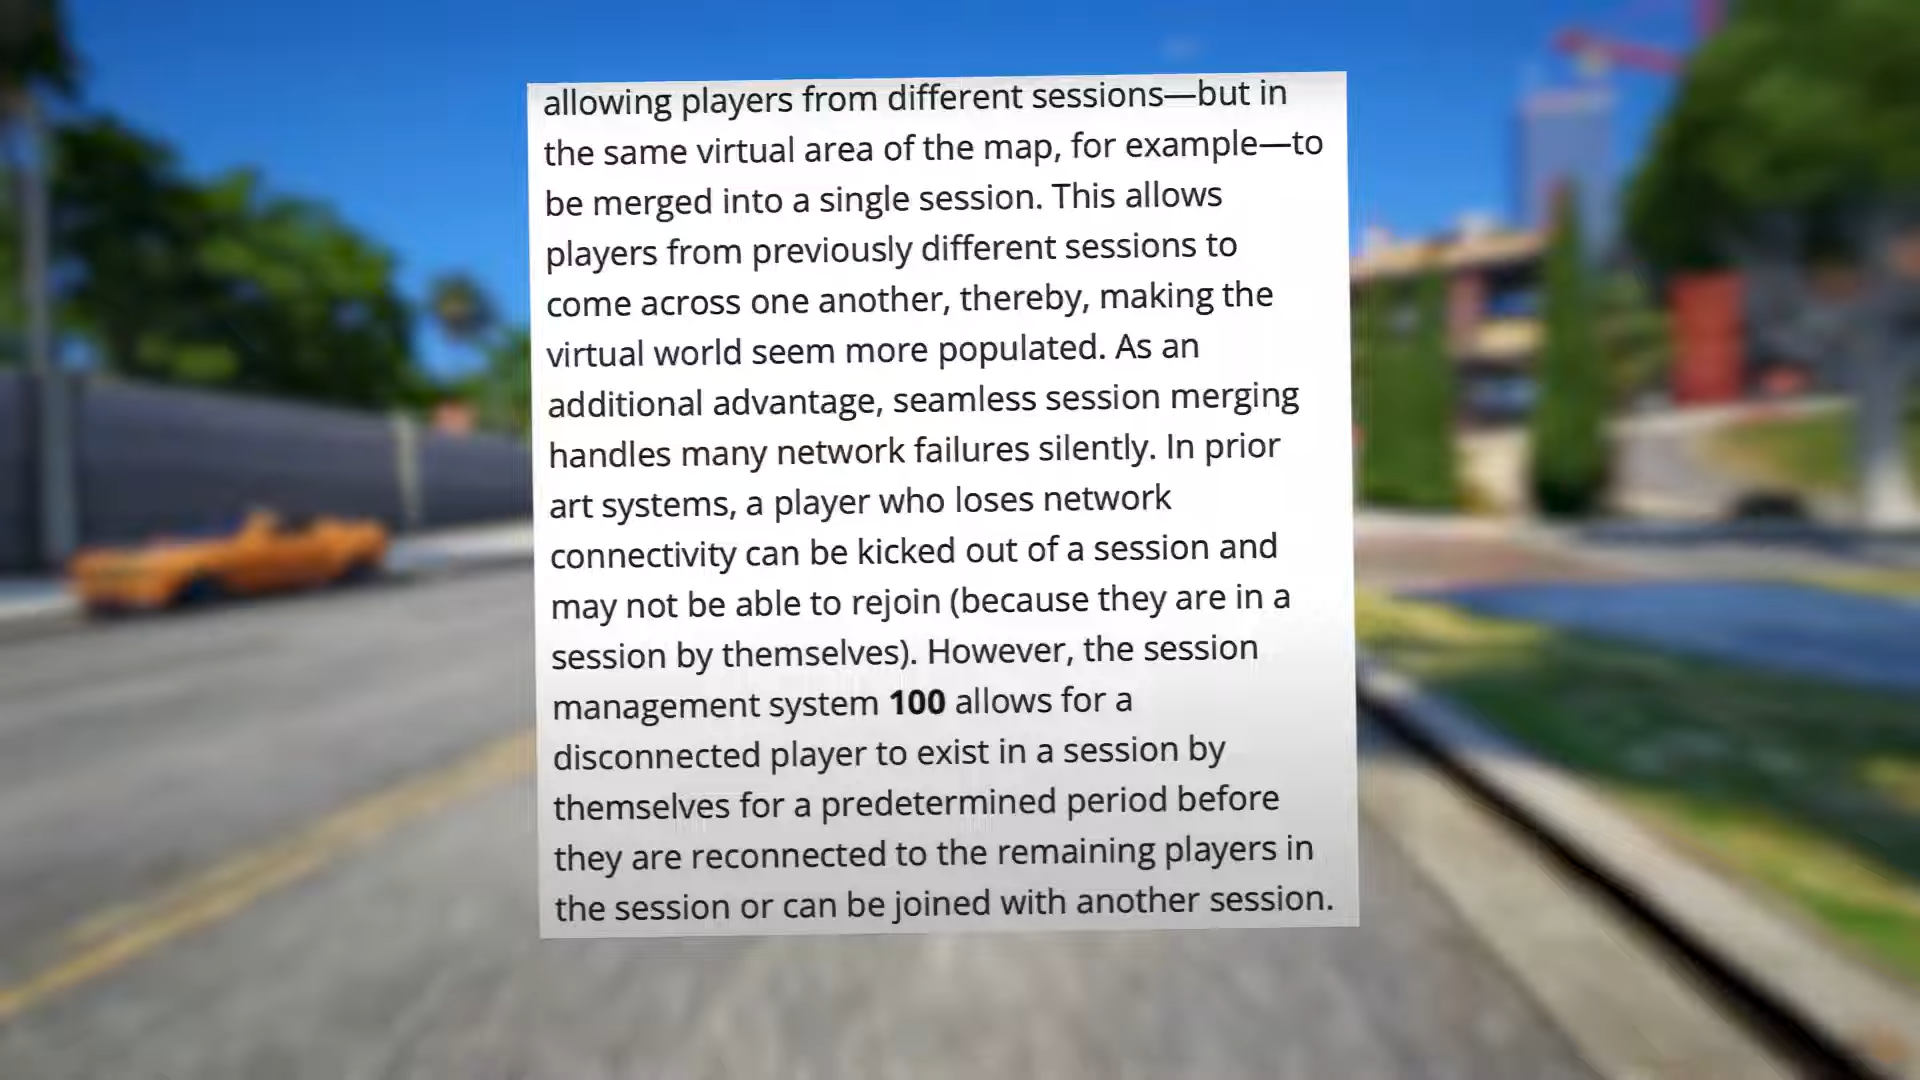 allowing players from different sessions—but in
the same virtual area of the map, for example—to
be merged into a single session. This allows
players from previously different sessions to
come across one another, thereby, making the
virtual world seem more populated. As an
additional advantage, seamless session merging
handles many network failures silently. In prior
art systems, a player who loses network
connectivity can be kicked out of a session and
may not be able to rejoin (because they are in a
session by themselves). However, the session
management system 100 allows for a
disconnected player to exist in a session by
themselves for a predetermined period before
they are reconnected to the remaining players in
the session or can be joined with another session.